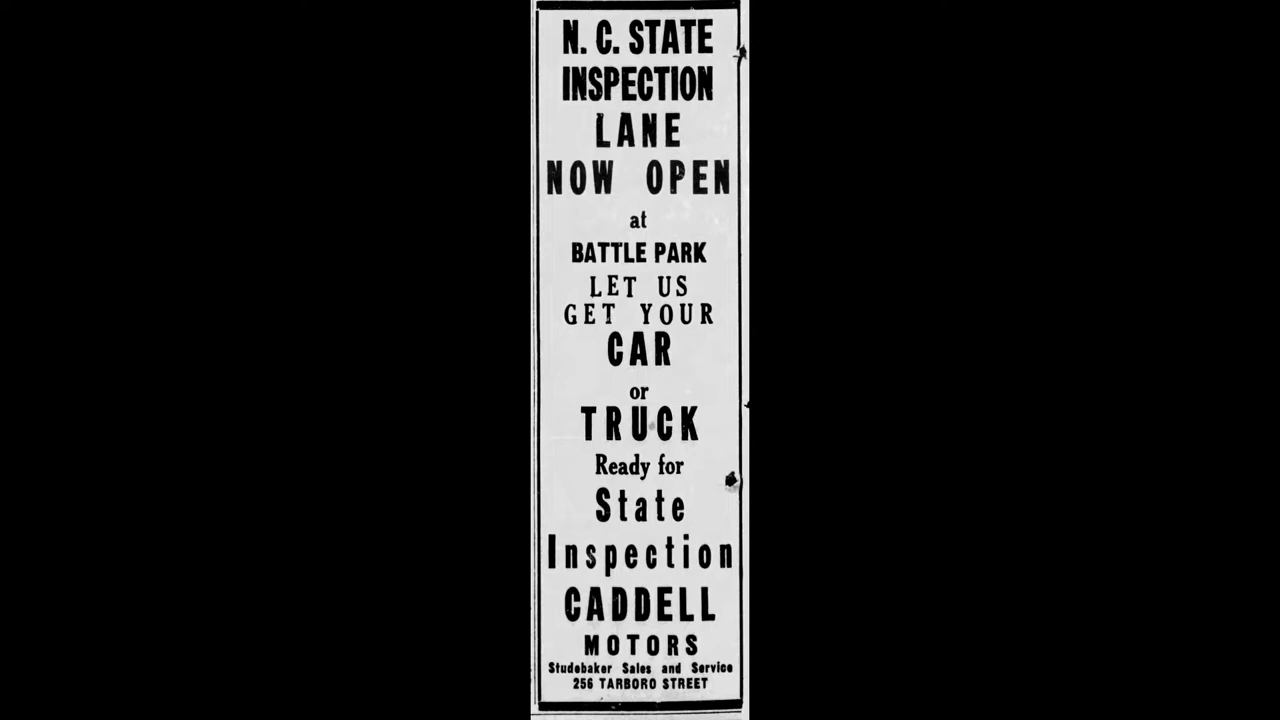 N. C. STATE
INSPECTION
LANE
NOW OPEN
at
BATTLE PARK
LET US
GET YOUR
CAR
or
TRUCK
Ready for
State
Inspection
CADDELL
MOTORS
Studebaker Sales and Service
256 TARBORO STREET